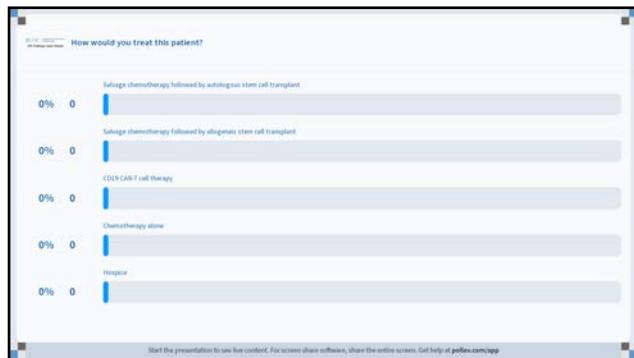 How would you treat this patient?
Salvage chemotherapy followed by autologous stem cell transplant
0% 0
Salvage chemotherapy followed by allogeneic stem cell transplant
0% 0
CD19 CAR-T cell therapy
0% 0
Chemotherapy alone
0% 0
Hospice
0% 0
Start the presentation to see live content. For screen share software, share the entire screen. Get help at pollev.com/app